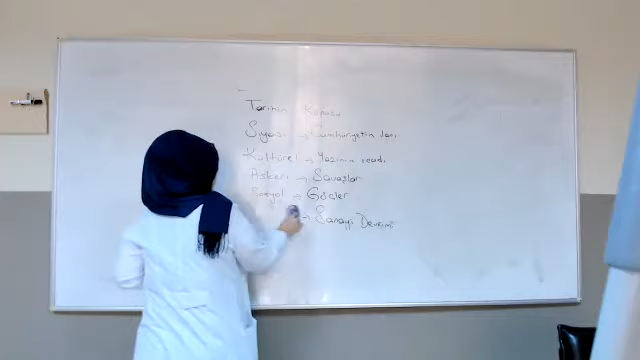 Tarihin Konusu
Siyasi → Cumhuriyetin ilanı
Kültürel → Yazının icadı
Askeri → Savaşlar
Sosyal → Göçler
→ Sanayi Devrimi